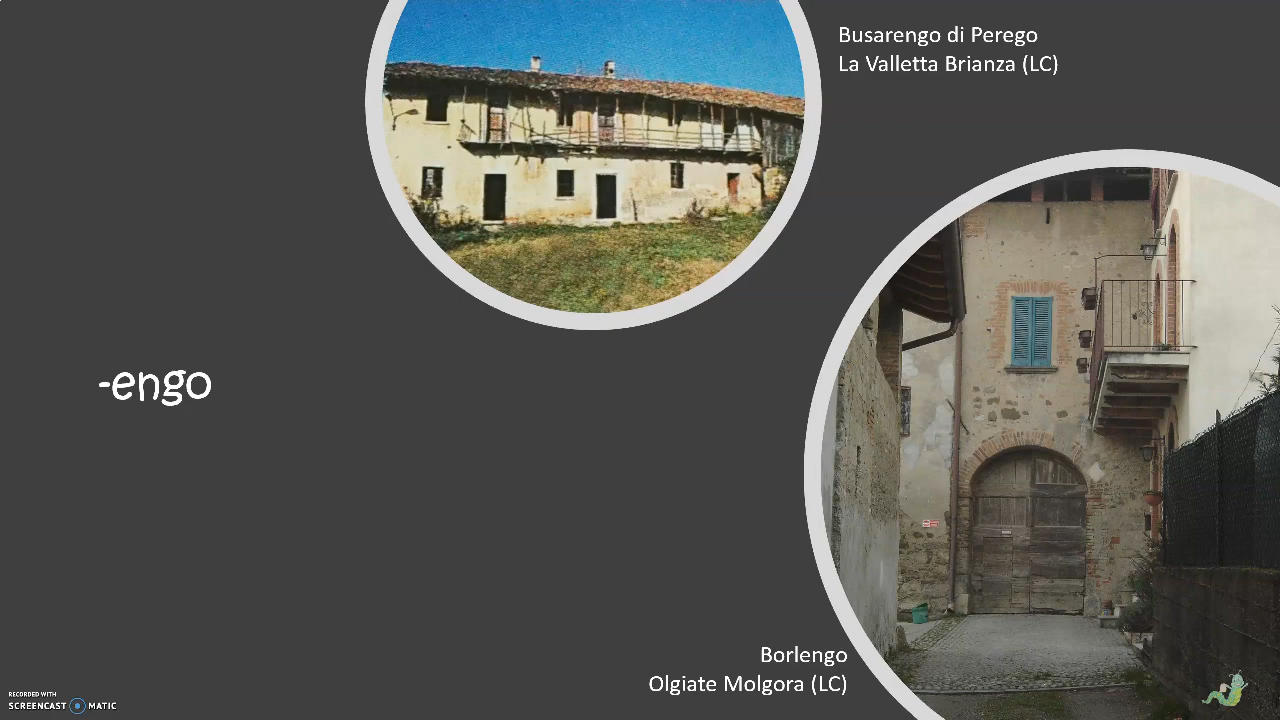 Busarengo di Perego
La Valletta Brianza (LC)
-engo
Borlengo
Olgiate Molgora (LC)
RECORDED WITH
SCREENCAST MATIC